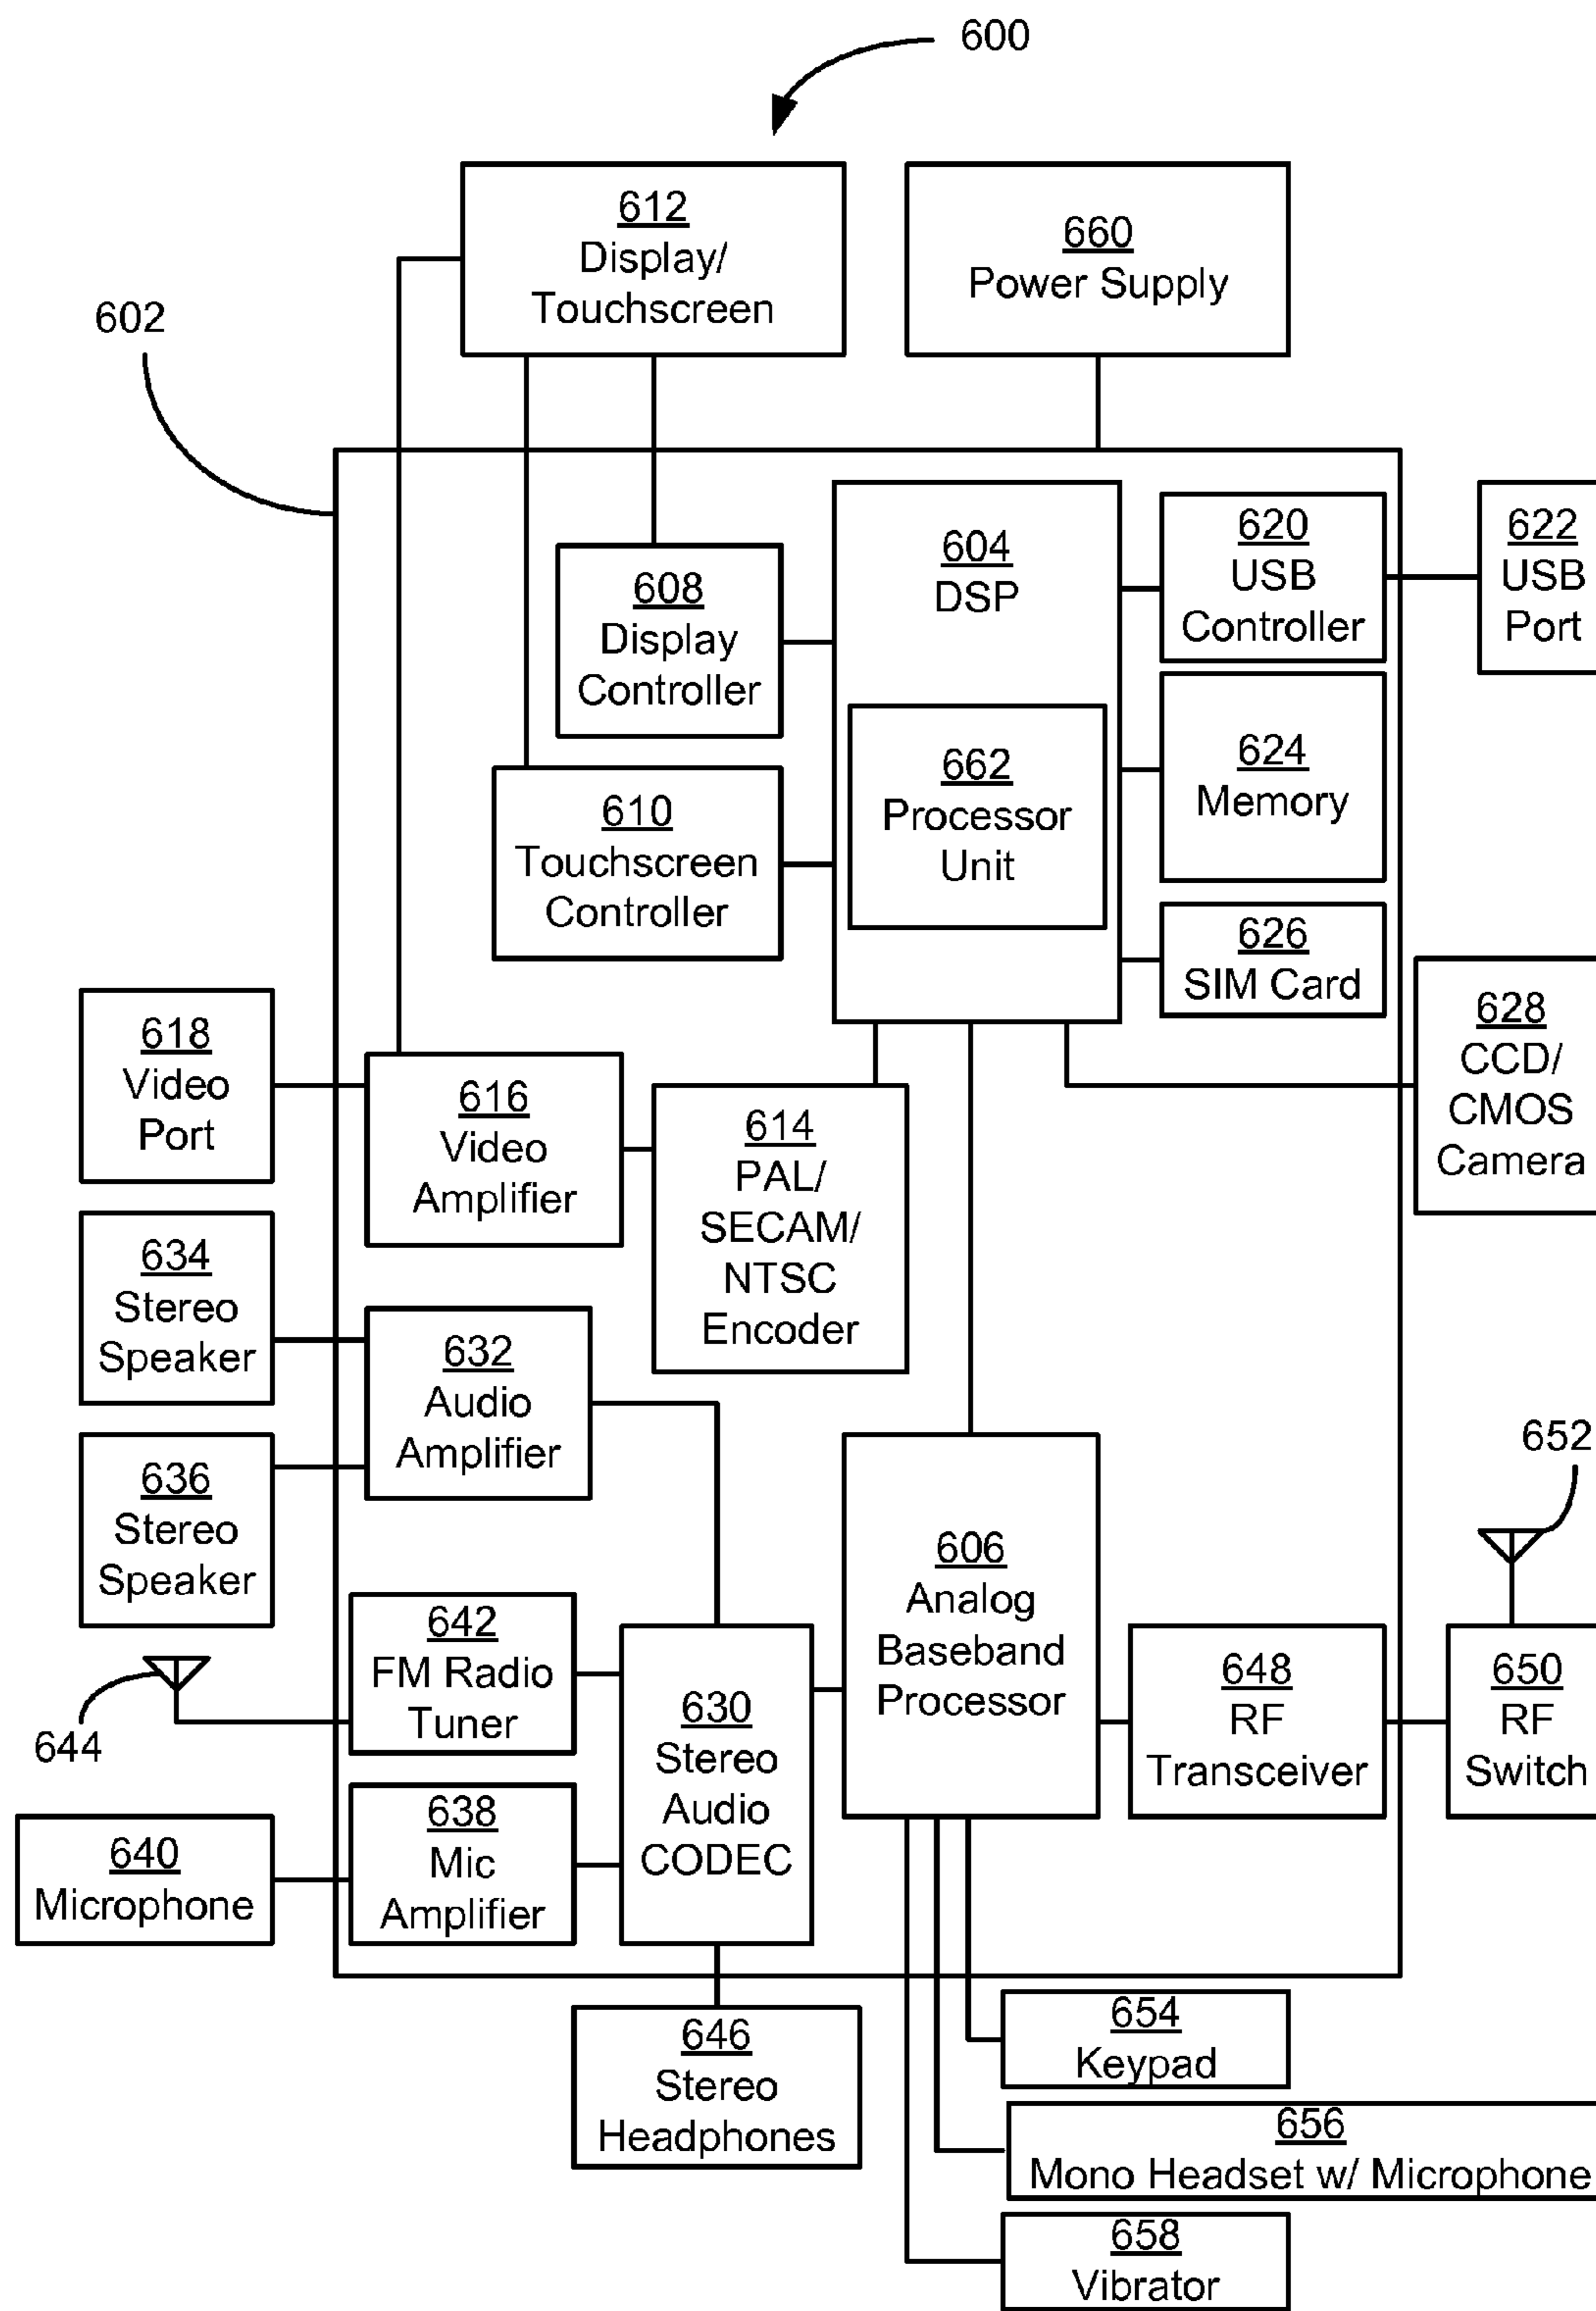 600
612
Display/
Touchscreen
660
Power Supply
602
604
DSP
620
USB
Controller
622
USB
Port
608
Display
Controller
662
Processor
Unit
624
Memory
610
Touchscreen
Controller
626
SIM Card
628
CCD/
CMOS
Camera
618
Video
Port
616
Video
Amplifier
614
PAL/
SECAM/
NTSC
Encoder
634
Stereo
Speaker
632
Audio
Amplifier
636
Stereo
Speaker
652
606
Analog
Baseband
Processor
642
FM Radio
Tuner
644
630
Stereo
Audio
CODEC
648
RF
Transceiver
650
RF
Switch
638
Mic
Amplifier
640
Microphone
646
Stereo
Headphones
654
Keypad
656
Mono Headset w/ Microphone
658
Vibrator